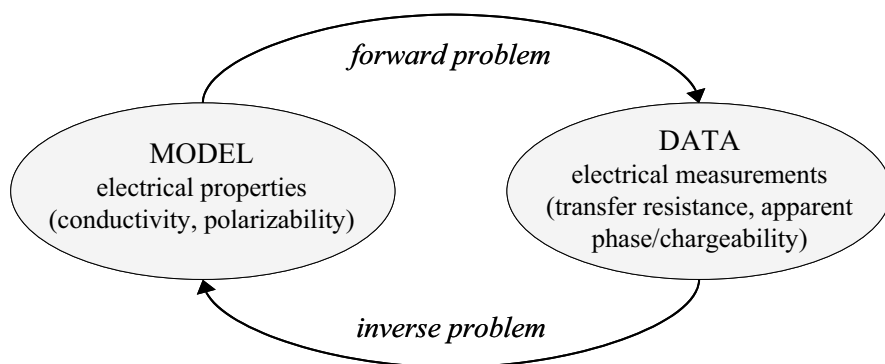 forward problem
MODEL
electrical properties
(conductivity, polarizability)
DATA
electrical measurements
(transfer resistance, apparent
phase/chargeability)
inverse problem